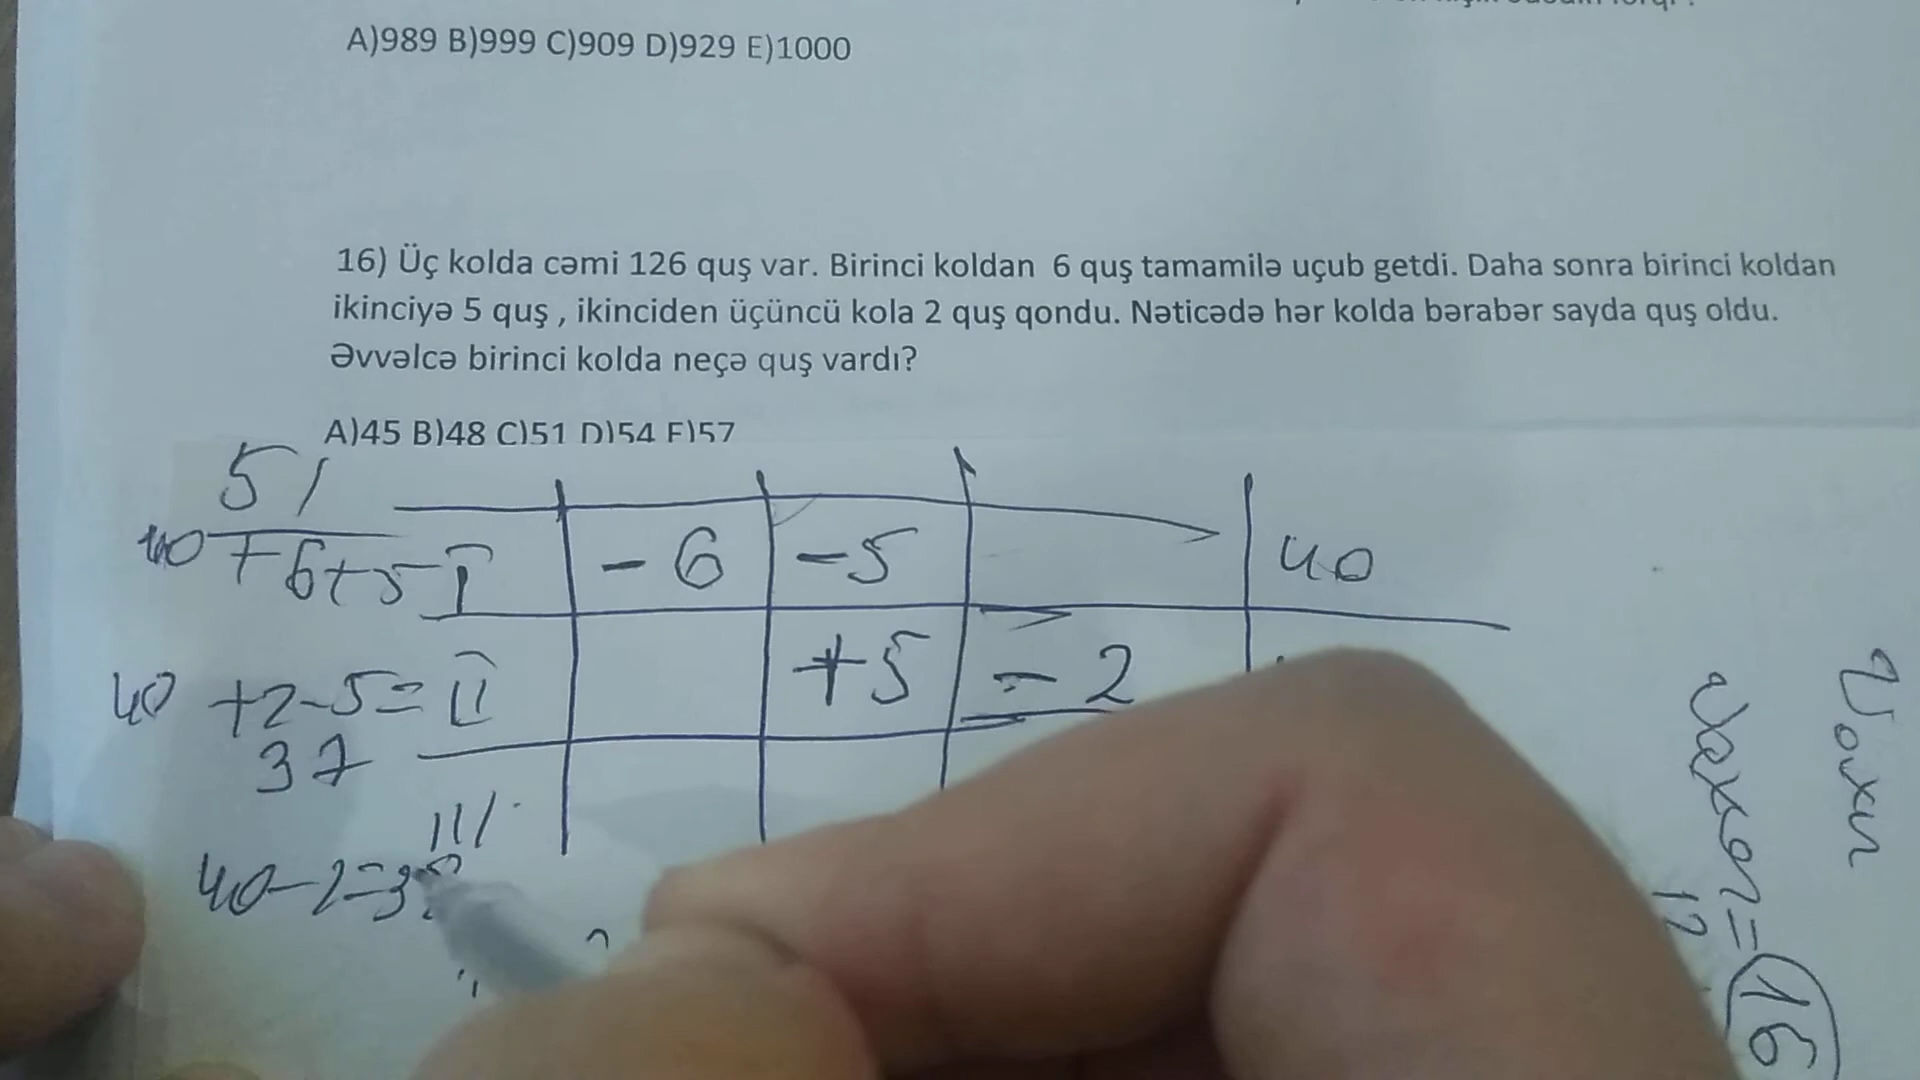 A)989 B)999 C)909 D)929 E)1000
16) Üç kolda cəmi 126 quş var. Birinci koldan 6 quş tamamilə uçub getdi. Daha sonra birinci koldan
ikinciyə 5 quş , ikinciden üçüncü kola 2 quş qondu. Nəticədə hər kolda bərabər sayda quş oldu.
Əvvəlcə birinci kolda neçə quş vardı?
A)45 B)48 C)51 D)54 E)57
51
40 +6+5 I -6 -5 40
40 +2-5= II +5 -2
37
III
40-2=38
12
=16